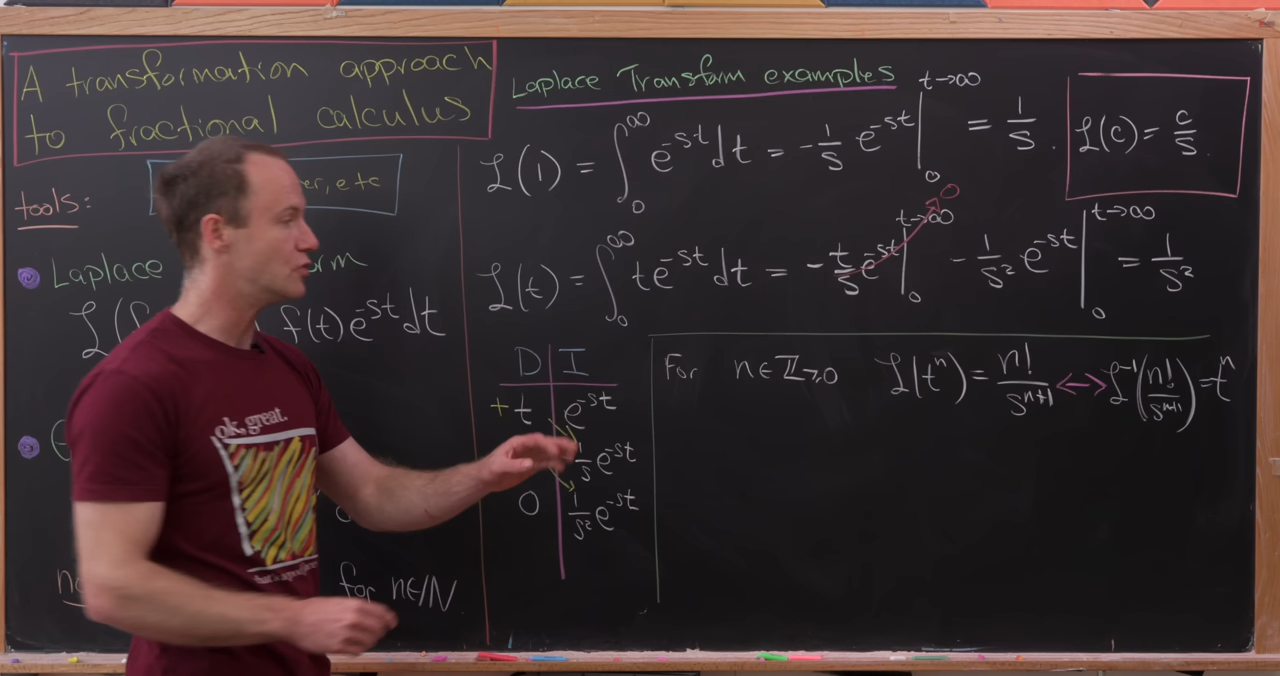 A transformation approach
to fractional calculus
er, etc
tools:
Laplace
rm
f(t)e^{-st}dt
for n∈ℕ
Laplace Transform examples
ℒ(1) = ∫_0^∞ e^{-st}dt = -1/s e^{-st} |_0^{t→∞} = 1/s.
ℒ(c) = c/s.
ℒ(t) = ∫_0^∞ te^{-st}dt = -t/s e^{-st} |_0^{t→∞} 0 - 1/s² e^{-st} |_0^{t→∞} = 1/s²
D I
+ t e^{-st}
1/s e^{-st}
0 1/s² e^{-st}
For n∈ℤ≥0 ℒ(t^n) = n!/s^{n+1} <-> ℒ^{-1}(n!/s^{n+1}) = t^n
ok, great.